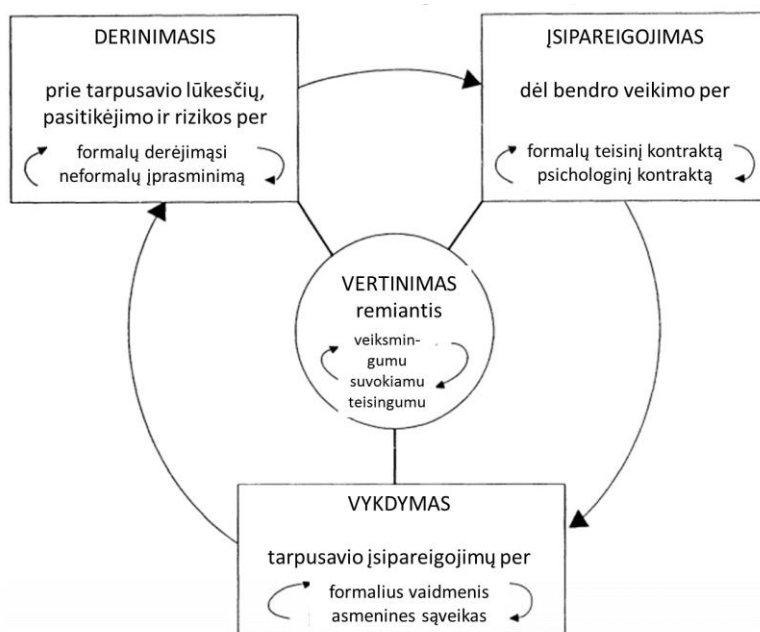 DERINIMASIS
prie tarpusavio lūkesčių,
pasitikėjimo ir rizikos per
formalų derėjimąsi
neformalų įprasminimą
ĮSIPAREIGOJIMAS
dėl bendro veikimo per
formalų teisinį kontraktą
psichologinį kontraktą
VERTINIMAS
remiantis
veiksmin-
gumu
suvokiamu
teisingumu
VYKDYMAS
tarpusavio įsipareigojimų per
formalius vaidmenis
asmenines sąveikas